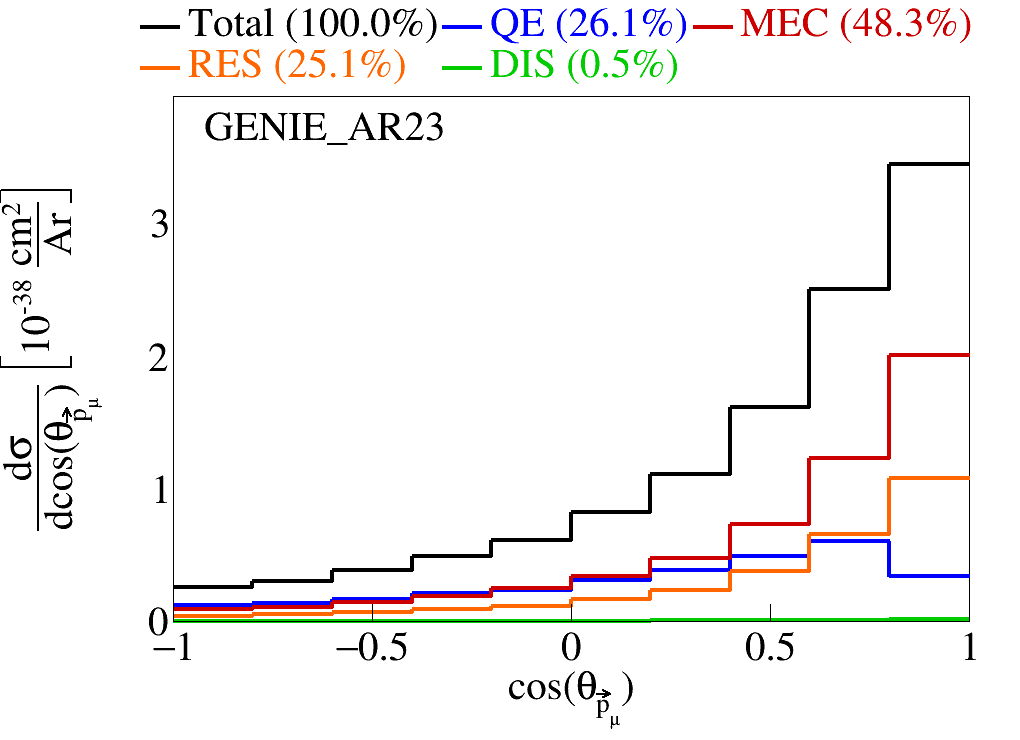 Total (100.0%) QE (26.1%) MEC (48.3%)
RES (25.1%) DIS (0.5%)
GENIE_AR23
dσ
dcos(θp⃗μ)
[10⁻³⁸ cm²
Ar]
3
2
1
0
−1 −0.5 0 0.5 1
cos(θp⃗μ)